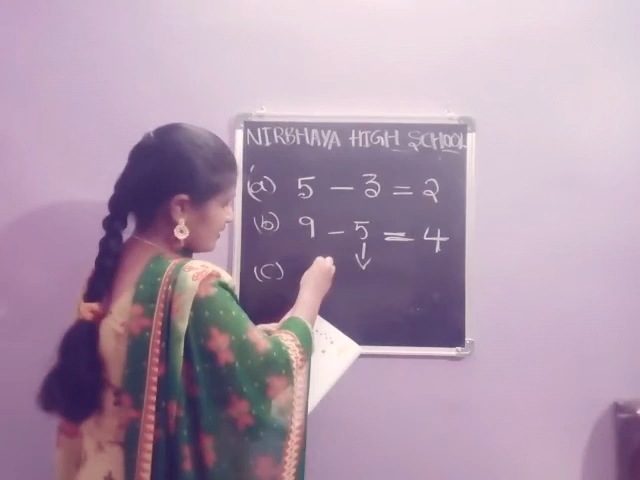 NIRBHAYA HIGH SCHOOL
(a) 5 - 3 = 2
(b) 9 - 5 = 4
(c) ↓